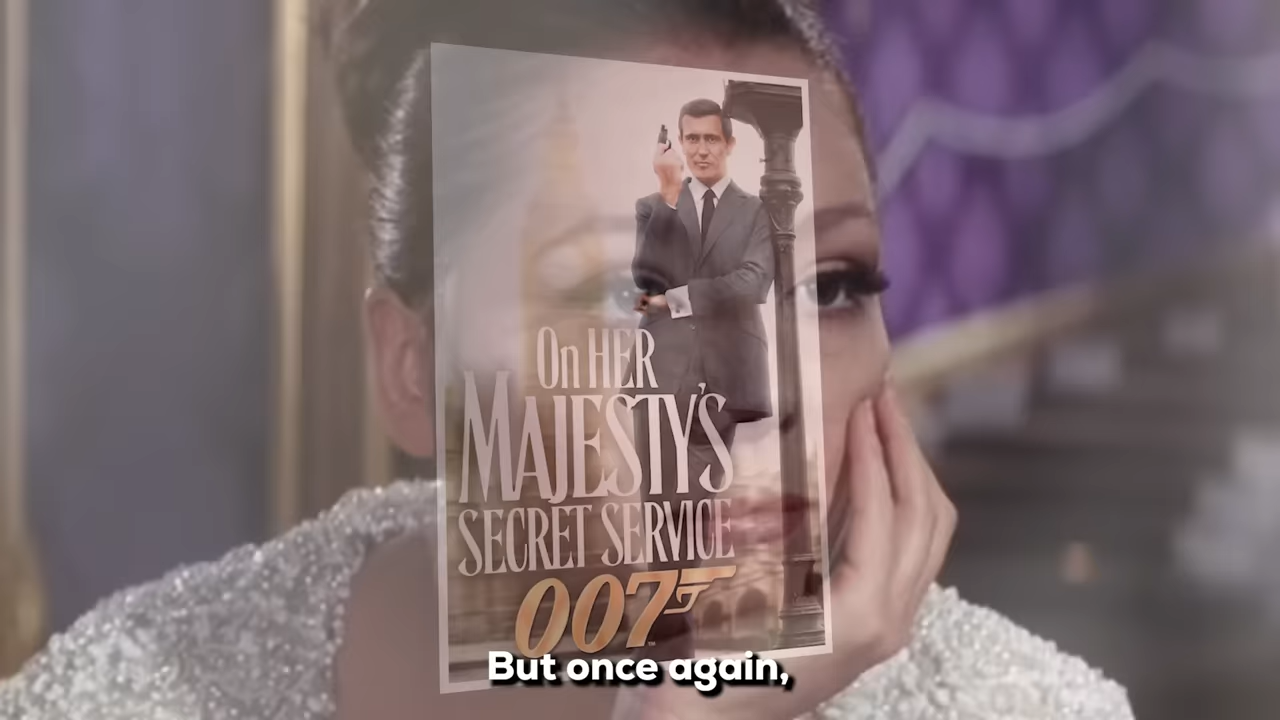 On HER
MAJESTY'S
SECRET SERVICE
007
But once again,